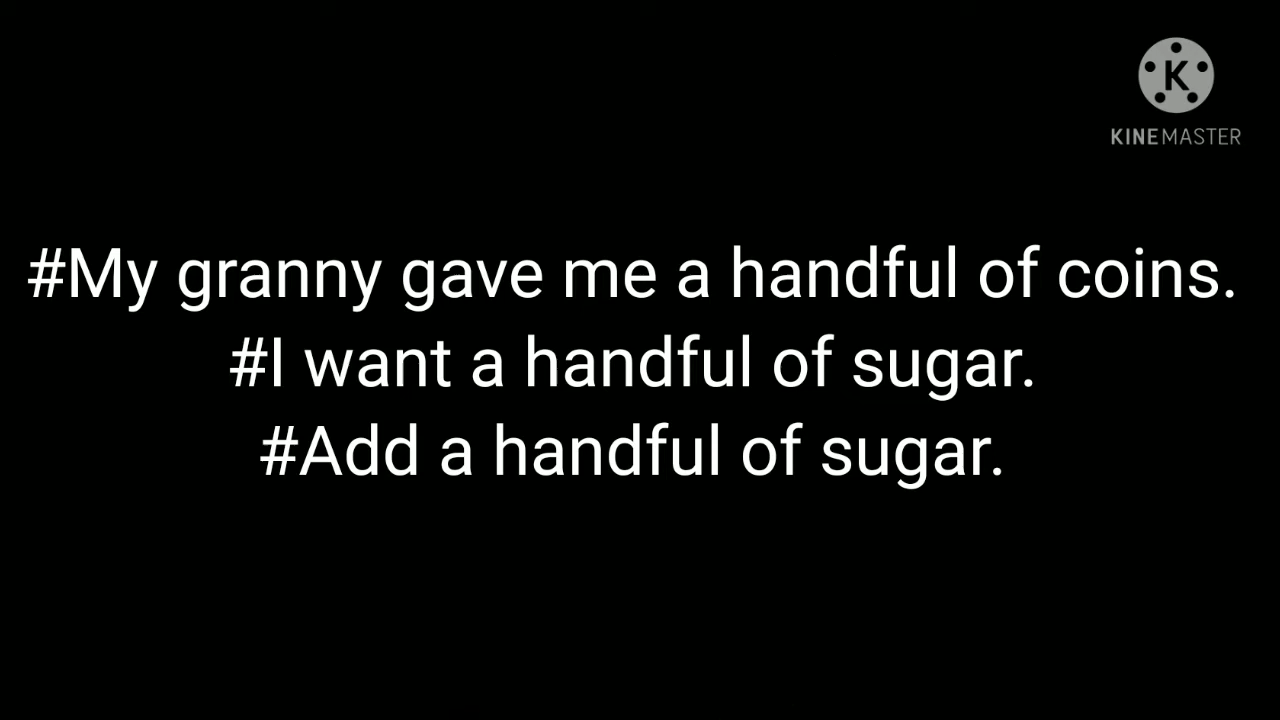 K
KINEMASTER
#My granny gave me a handful of coins.
#I want a handful of sugar.
#Add a handful of sugar.